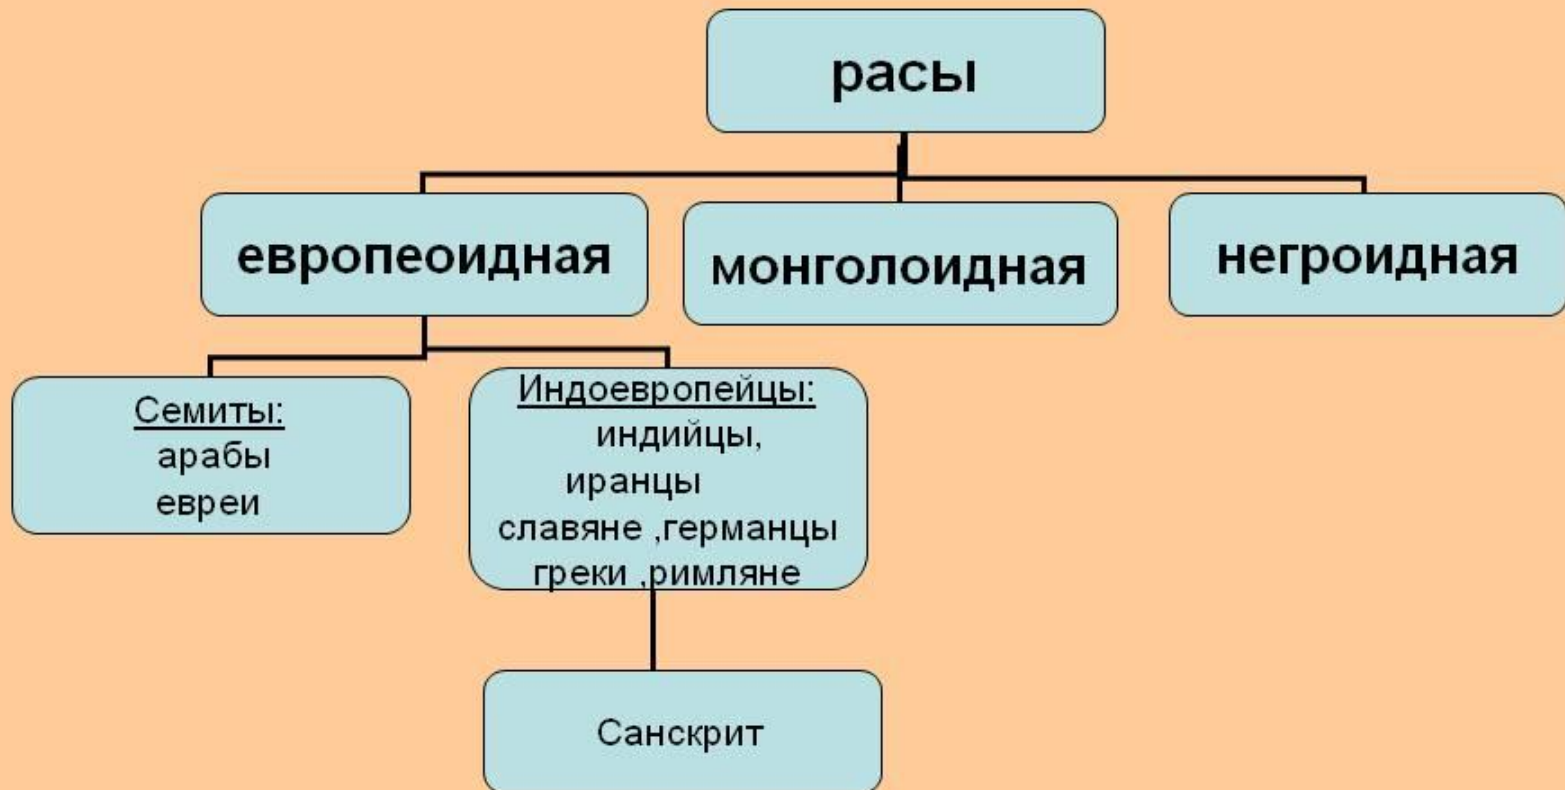 расы
европеоидная
монголоидная
негроидная
Семиты:
арабы
евреи
Индоевропейцы:
индийцы,
иранцы
славяне ,германцы
греки ,римляне
Санскрит